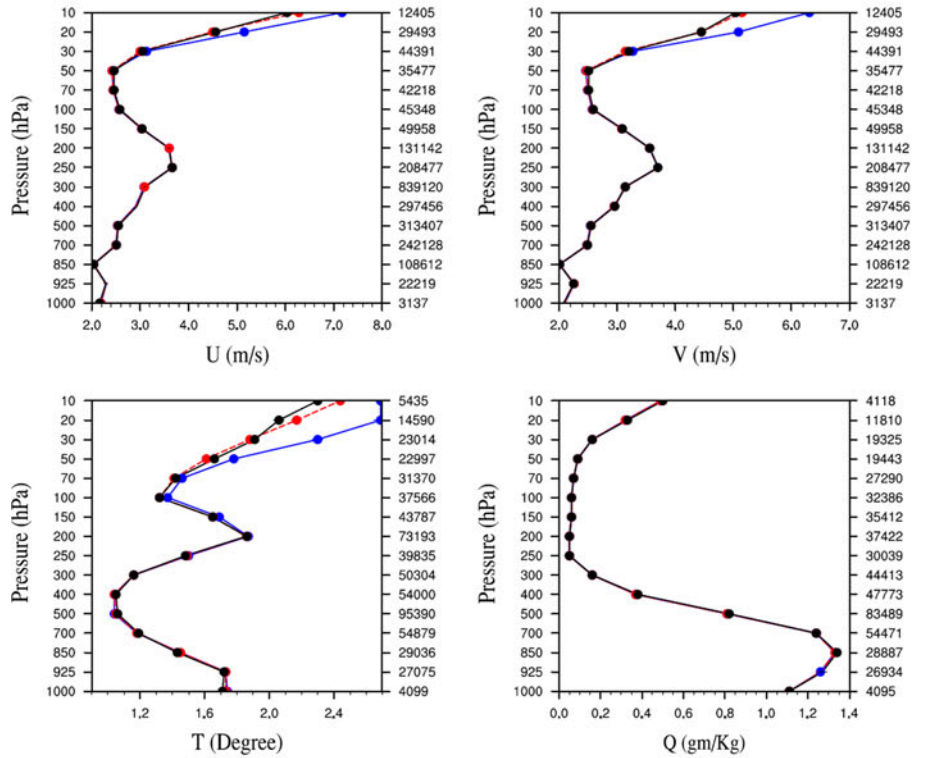 10 12405 10 12405
20 29493 20 29493
30 44391 30 44391
50 35477 50 35477
70 42218 70 42218
100 45348 100 45348
150 49958 150 49958
200 131142 200 131142
250 208477 250 208477
300 839120 300 839120
400 297456 400 297456
500 313407 500 313407
700 242128 700 242128
850 108612 850 108612
925 22219 925 22219
1000 3137 1000 3137
Pressure (hPa) Pressure (hPa)
2.0 3.0 4.0 5.0 6.0 7.0 8.0 2.0 3.0 4.0 5.0 6.0 7.0
U (m/s) V (m/s)
10 5435 10 4118
20 14590 20 11810
30 23014 30 19325
50 22997 50 19443
70 31370 70 27290
100 37566 100 32386
150 43787 150 35412
200 73193 200 37422
250 39835 250 30039
300 50304 300 44413
400 54000 400 47773
500 95390 500 83489
700 54879 700 54471
850 29036 850 28887
925 27075 925 26934
1000 4099 1000 4095
Pressure (hPa) Pressure (hPa)
1,2 1,6 2,0 2,4 0,0 0,2 0,4 0,6 0,8 1,0 1,2 1,4
T (Degree) Q (gm/Kg)